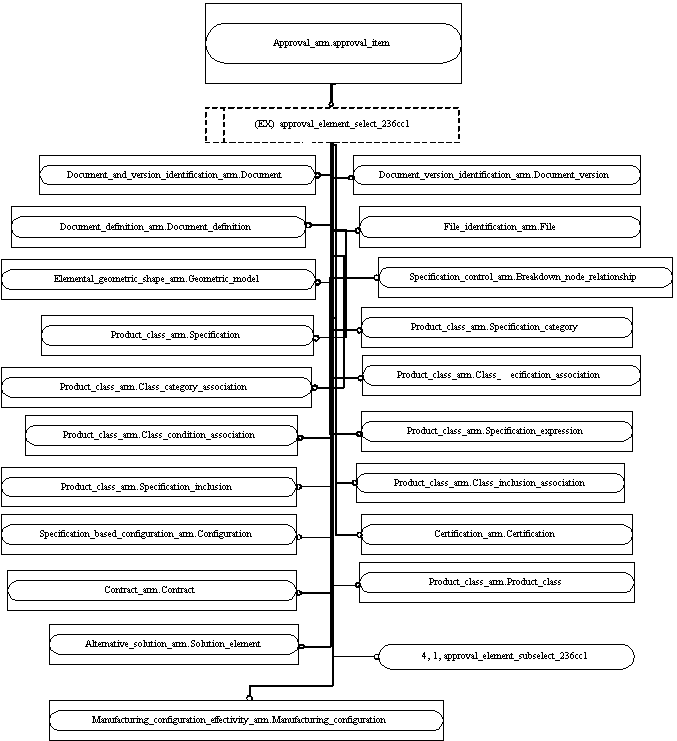 Approval_arm.approval_item
(EX) approval_element_select_236cc1
Document_and_version_identification_arm.Document
Document_version_identification_arm.Document_version
Document_definition_arm.Document_definition
File_identification_arm.File
Elemental_geometric_shape_arm.Geometric_model
Specification_control_arm.Breakdown_node_relationship
Product_class_arm.Specification
Product_class_arm.Specification_category
Product_class_arm.Class_category_association
Product_class_arm.Class_ ecification_association
Product_class_arm.Class_condition_association
Product_class_arm.Specification_expression
Product_class_arm.Specification_inclusion
Product_class_arm.Class_inclusion_association
Specification_based_configuration_arm.Configuration
Certification_arm.Certification
Contract_arm.Contract
Product_class_arm.Product_class
Alternative_solution_arm.Solution_element
4, 1, approval_element_subselect_236cc1
Manufacturing_configuration_effectivity_arm.Manufacturing_configuration